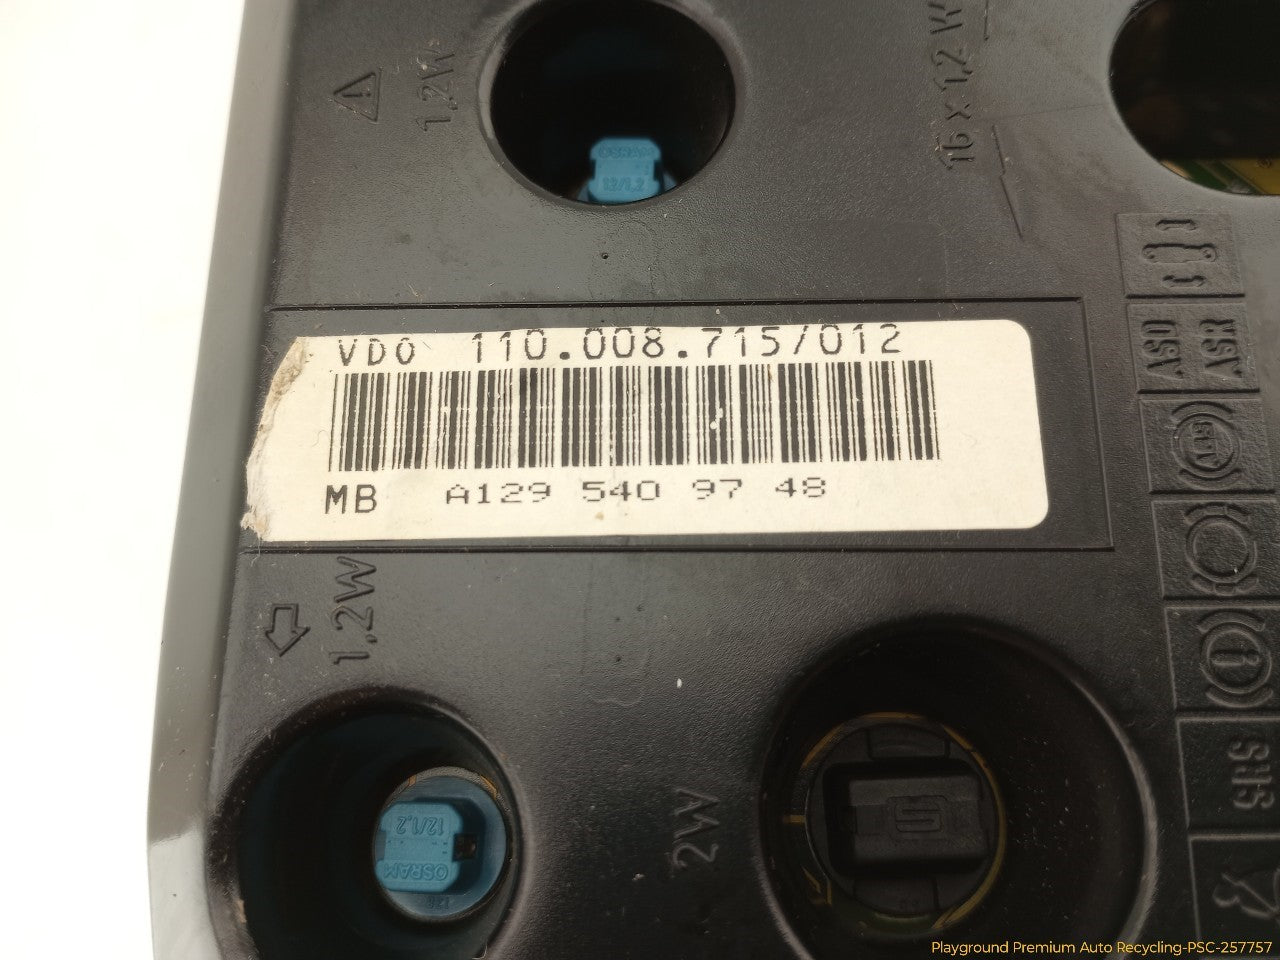 1,2W
16 x 1,2 W
OSRAM
12/1,2
ASD
ASR
VDO 110.008.715/012
MB A129 540 97 48
1,2W
SRS
2W
12/1,2
OSRAM
Playground Premium Auto Recycling-PSC-257757